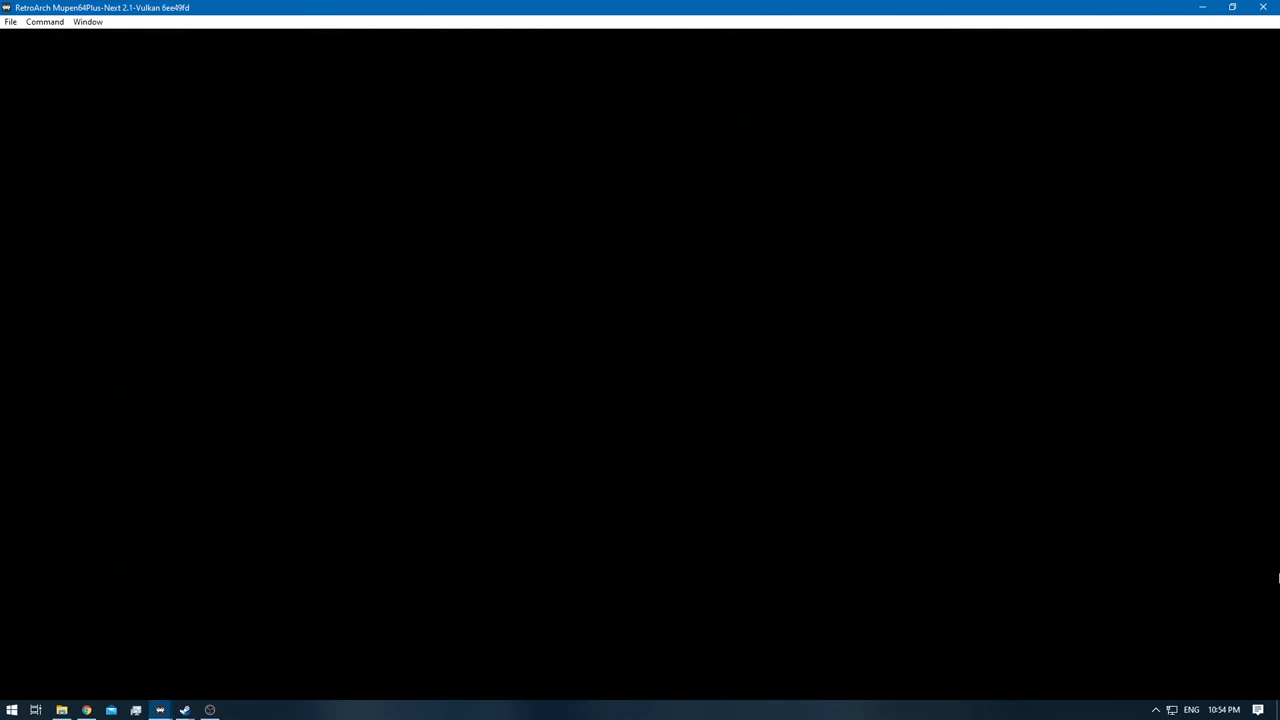 RetroArch Mupen64Plus-Next 2.1-Vulkan 6ee49fd
File Command Window
ENG 10:54 PM